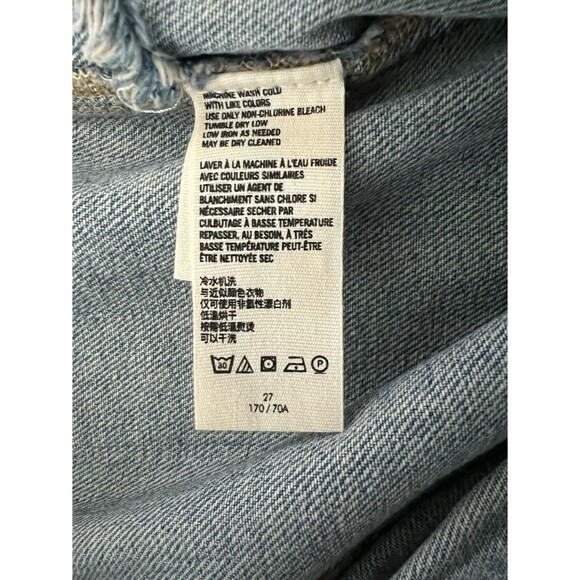 MACHINE WASH COLD
WITH LIKE COLORS
USE ONLY NON-CHLORINE BLEACH
TUMBLE DRY LOW
LOW IRON AS NEEDED
MAY BE DRY CLEANED
LAVER À LA MACHINE À L'EAU FROIDE
AVEC COULEURS SIMILAIRES
UTILISER UN AGENT DE
BLANCHIMENT SANS CHLORE SI
NÉCESSAIRE SECHER PAR
CULBUTAGE À BASSE TEMPERATURE
REPASSER, AU BESOIN, À TRÉS
BASSE TEMPÉRATURE PEUT-ÊTRE
ÊTRE NETTOYÉE SEC
冷水机洗
与近似颜色衣物
仅可使用非氯性漂白剂
低温烘干
按需低温熨烫
可以干洗
30 P
27
170 / 70A